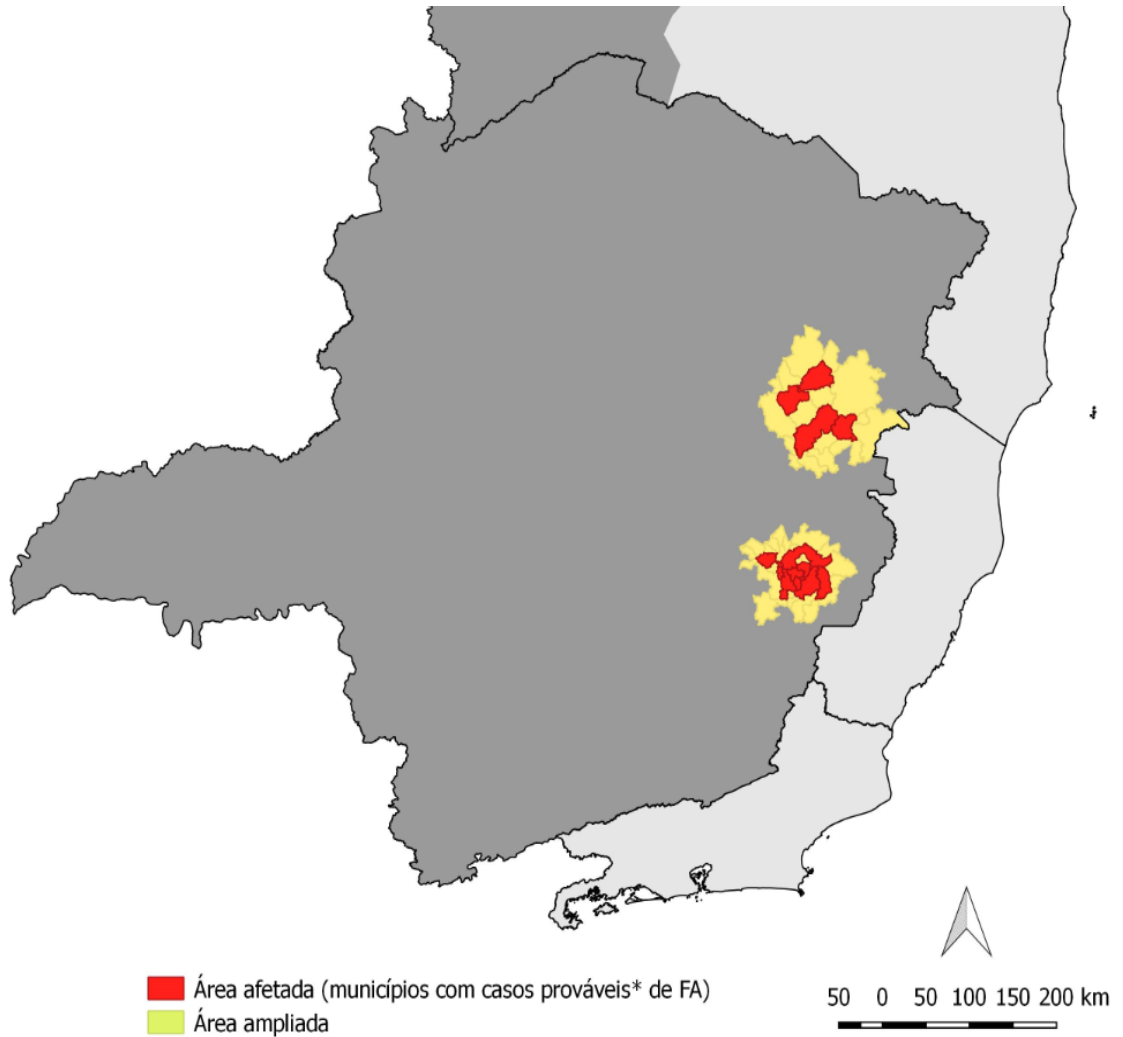 Área afetada (municípios com casos prováveis* de FA)
Área ampliada
50 0 50 100 150 200 km